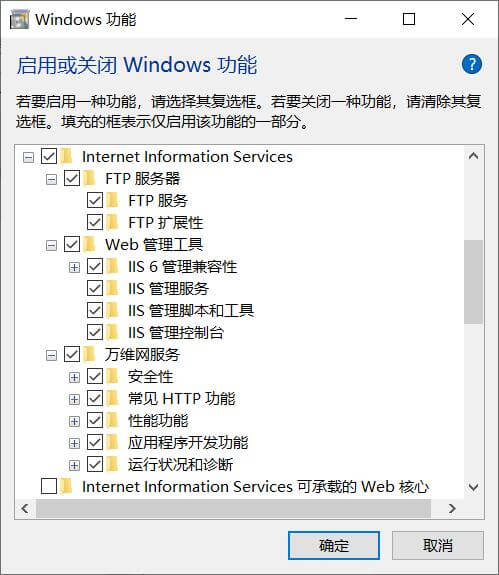 Windows 功能
启用或关闭 Windows 功能
?
若要启用一种功能，请选择其复选框。若要关闭一种功能，请清除其复
选框。填充的框表示仅启用该功能的一部分。
Internet Information Services
FTP 服务器
FTP 服务
FTP 扩展性
Web 管理工具
IIS 6 管理兼容性
IIS 管理服务
IIS 管理脚本和工具
IIS 管理控制台
万维网服务
安全性
常见 HTTP 功能
性能功能
应用程序开发功能
运行状况和诊断
Internet Information Services 可承载的 Web 核心
确定
取消